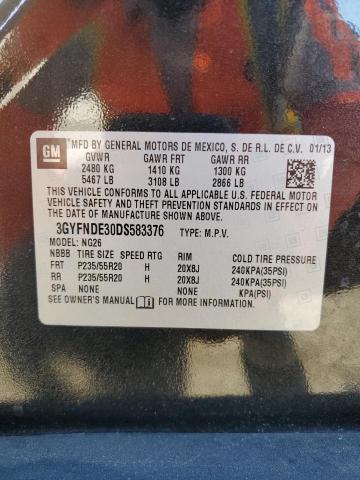 GM
MFD BY GENERAL MOTORS DE MEXICO, S. DE R.L. DE C.V. 01/13
GVWR GAWR FRT GAWR RR
2480 KG 1410 KG 1300 KG
5467 LB 3108 LB 2866 LB
THIS VEHICLE CONFORMS TO ALL APPLICABLE U.S. FEDERAL MOTOR
VEHICLE SAFETY AND THEFT PREVENTION STANDARDS IN EFFECT
ON THE DATE OF MANUFACTURE SHOWN ABOVE.
3GYFNDE30DS583376 TYPE: M.P.V.
MODEL: NG26
NBBB TIRE SIZE SPEED RTG RIM COLD TIRE PRESSURE
FRT P235/55R20 H 20X8J 240KPA(35PSI)
RR P235/55R20 H 20X8J 240KPA(35PSI)
SPA NONE NONE KPA(PSI)
SEE OWNER'S MANUAL FOR MORE INFORMATION.